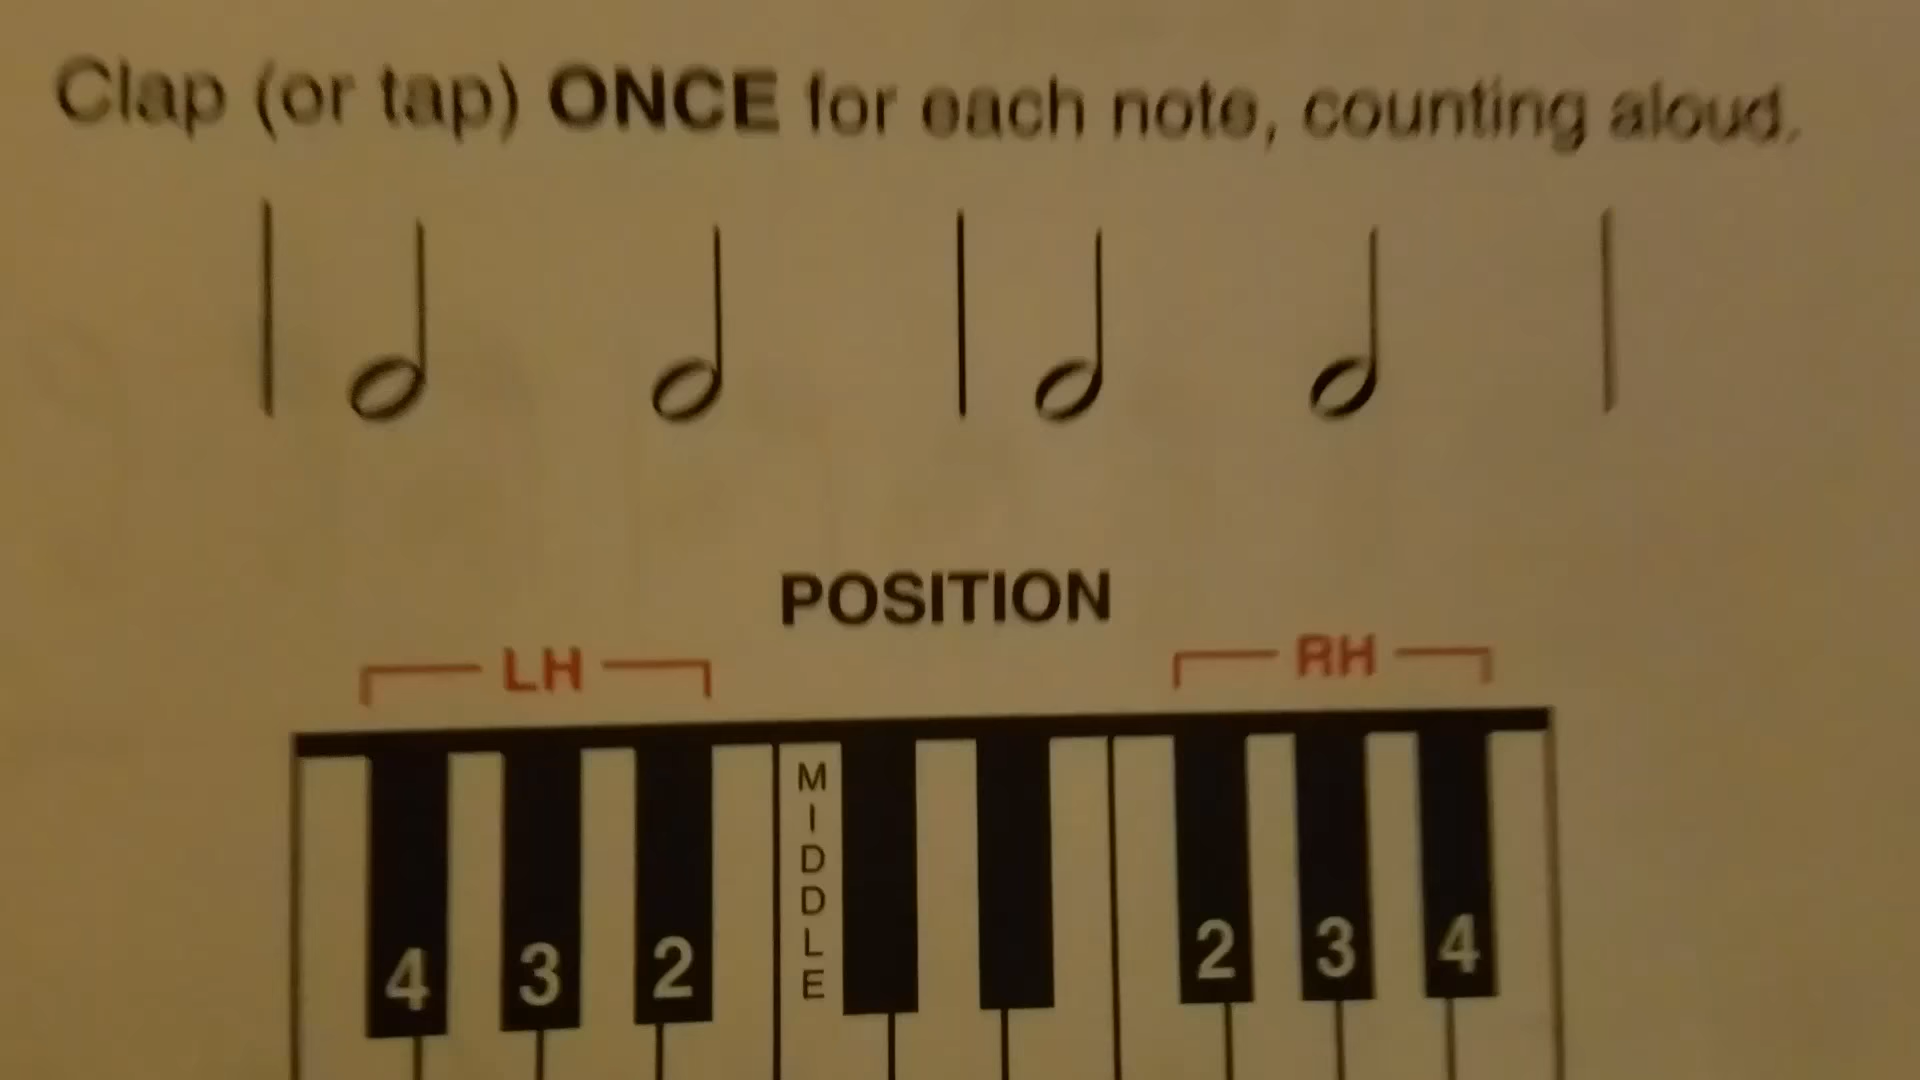 Clap (or tap) ONCE for each note, counting aloud.
POSITION
LH RH
MIDDLE
4 3 2 2 3 4